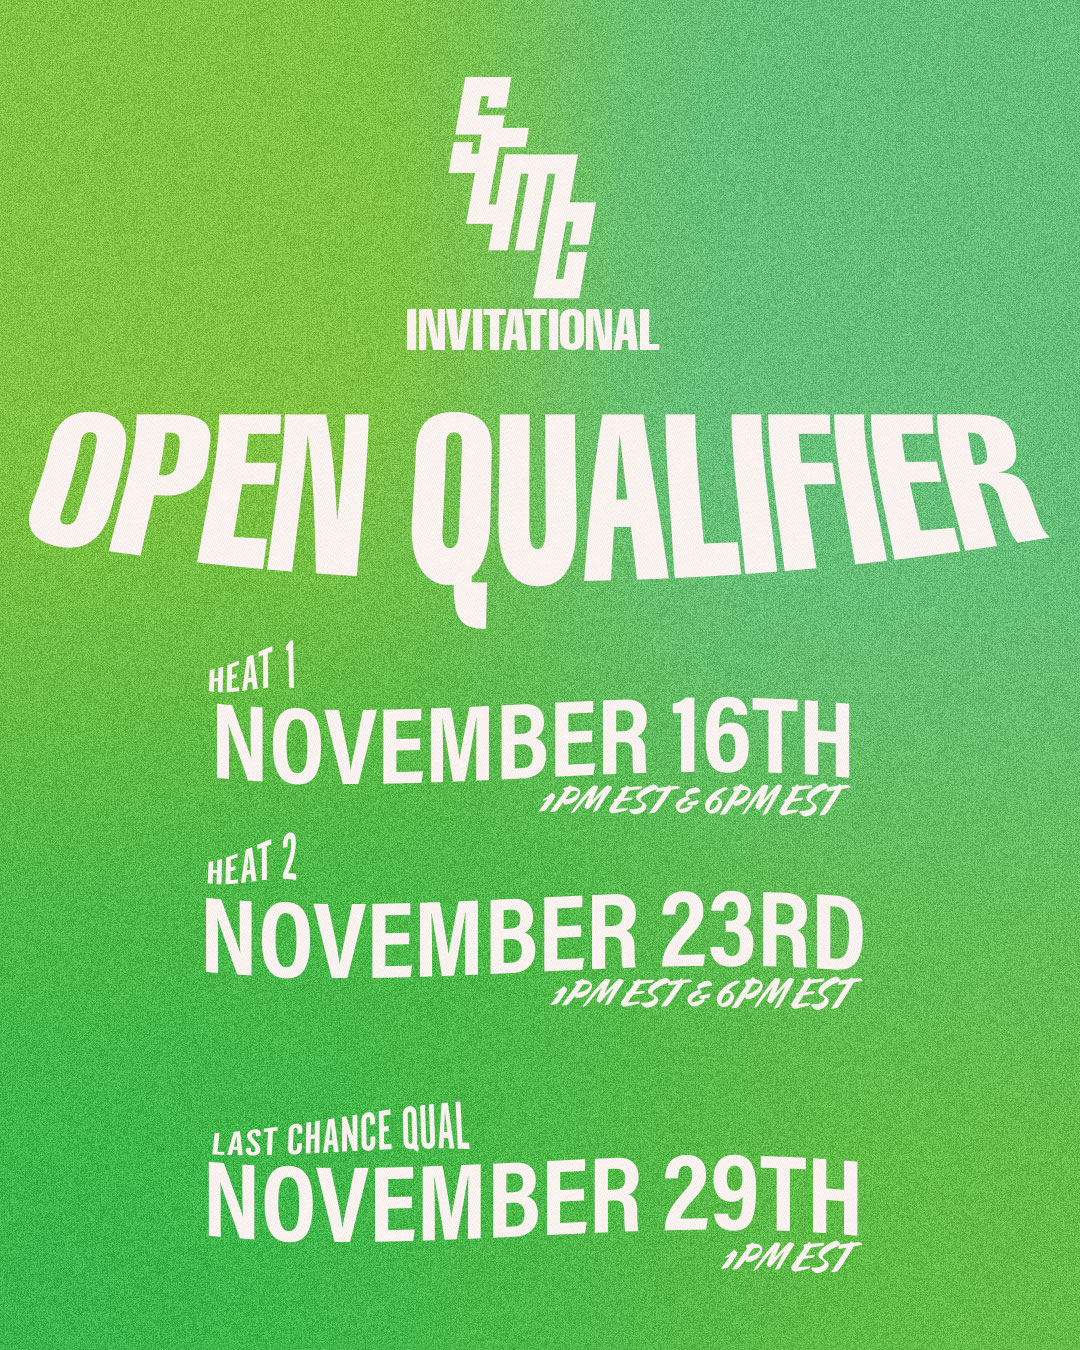 INVITATIONAL
OPEN QUALIFIER
HEAT 1
NOVEMBER 16TH
1PM EST & 6PM EST
HEAT 2
NOVEMBER 23RD
1PM EST & 6PM EST
LAST CHANCE QUAL
NOVEMBER 29TH
1PM EST